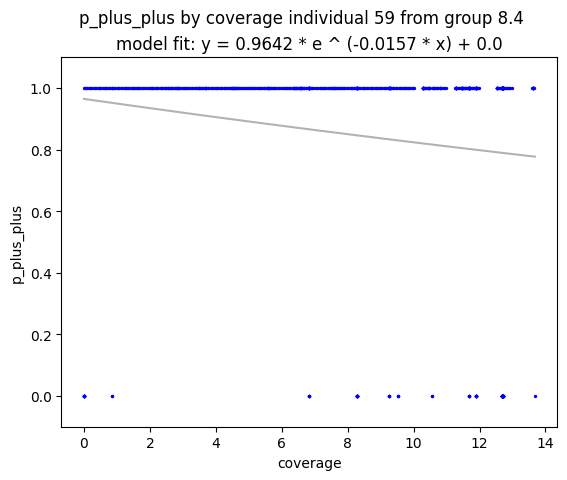 p_plus_plus by coverage individual 59 from group 8.4
model fit: y = 0.9642 * e ^ (-0.0157 * x) + 0.0
1.0
0.8
0.6
0.4
0.2
0.0
p_plus_plus
0 2 4 6 8 10 12 14
coverage